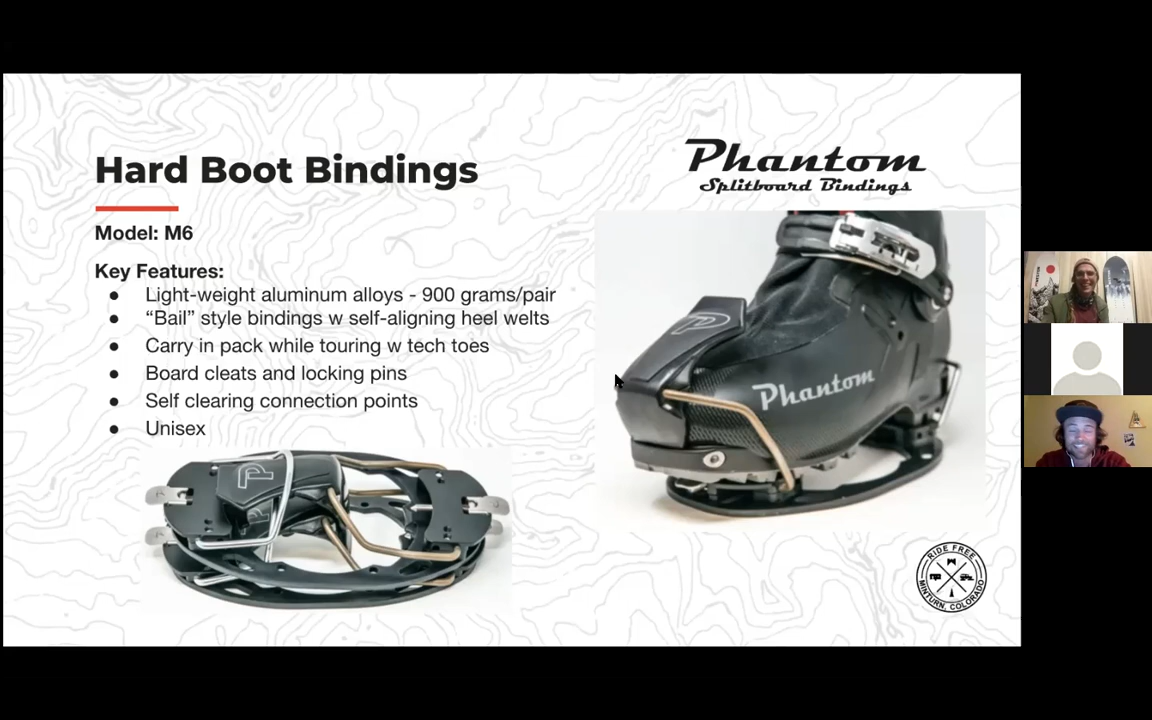 Hard Boot Bindings
Phantom
Splitboard Bindings
Model: M6
Key Features:
● Light-weight aluminum alloys - 900 grams/pair
● “Bail” style bindings w self-aligning heel welts
● Carry in pack while touring w tech toes
● Board cleats and locking pins
● Self clearing connection points
● Unisex
Phantom
RIDE FREE
MINTURN, COLORADO